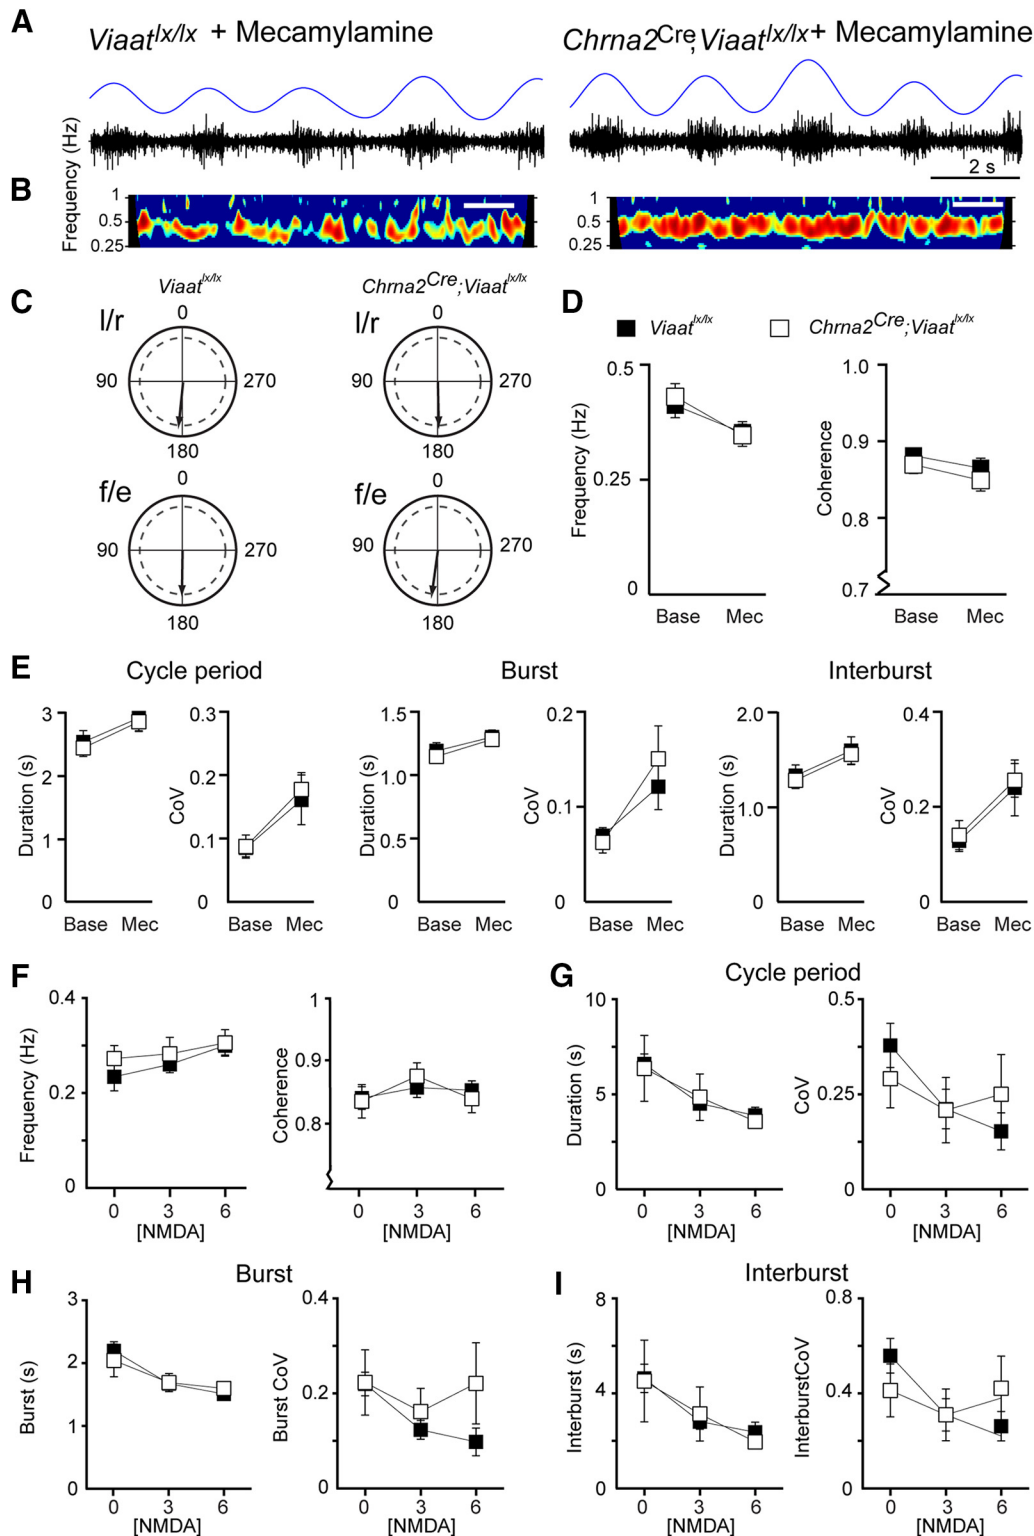 A
Viaat lx/lx + Mecamylamine
Chrna2 Cre; Viaat lx/lx + Mecamylamine
2 s
B
Frequency (Hz)
1
0.5
0.25
1
0.5
0.25
C
Viaat lx/lx
Chrna2 Cre;Viaat lx/lx
l/r
0
90
270
180
l/r
0
90
270
180
f/e
0
90
270
180
f/e
0
90
270
180
D
Viaat lx/lx
Chrna2 Cre;Viaat lx/lx
Frequency (Hz)
0.5
0.25
0
Base Mec
Coherence
1.0
0.9
0.8
0.7
Base Mec
E
Cycle period
Burst
Interburst
Duration (s)
3
2
1
0
Base Mec
CoV
0.3
0.2
0.1
0
Base Mec
Duration (s)
1.5
1.0
0.5
0
Base Mec
CoV
0.2
0.1
0
Base Mec
Duration (s)
2.0
1.0
0
Base Mec
CoV
0.4
0.2
0
Base Mec
F
Frequency (Hz)
0.4
0.2
0
0 3 6
[NMDA]
Coherence
1
0.9
0.8
0 3 6
[NMDA]
G
Cycle period
Duration (s)
10
5
0
0 3 6
[NMDA]
CoV
0.5
0.25
0
0 3 6
[NMDA]
H
Burst
Burst (s)
3
2
1
0
0 3 6
[NMDA]
Burst CoV
0.4
0.2
0
0 3 6
[NMDA]
I
Interburst
Interburst (s)
8
4
0
0 3 6
[NMDA]
InterburstCoV
0.8
0.4
0
0 3 6
[NMDA]